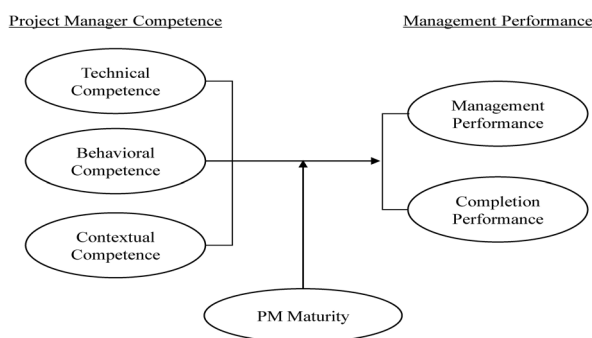 Project Manager Competence
Management Performance
Technical
Competence
Behavioral
Competence
Contextual
Competence
Management
Performance
Completion
Performance
PM Maturity